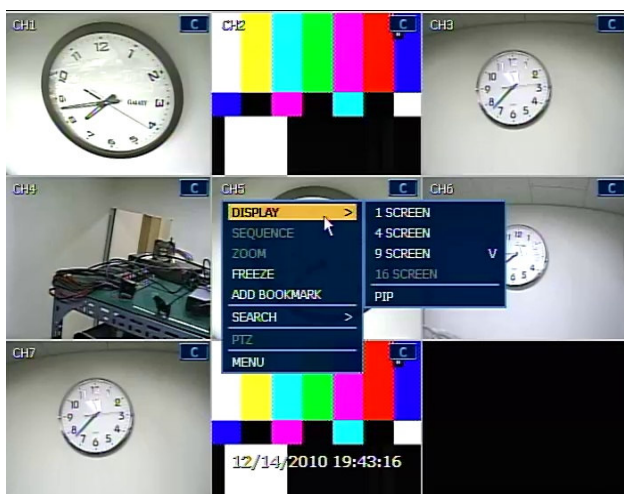 CH1 C
CH2 C
CH3 C
GALAXY
CH4 C
CH5 C
CH6 C
DISPLAY >
SEQUENCE
ZOOM
FREEZE
ADD BOOKMARK
SEARCH >
PTZ
MENU
1 SCREEN
4 SCREEN
9 SCREEN V
16 SCREEN
PIP
CH7 C
C
12/14/2010 19:43:16